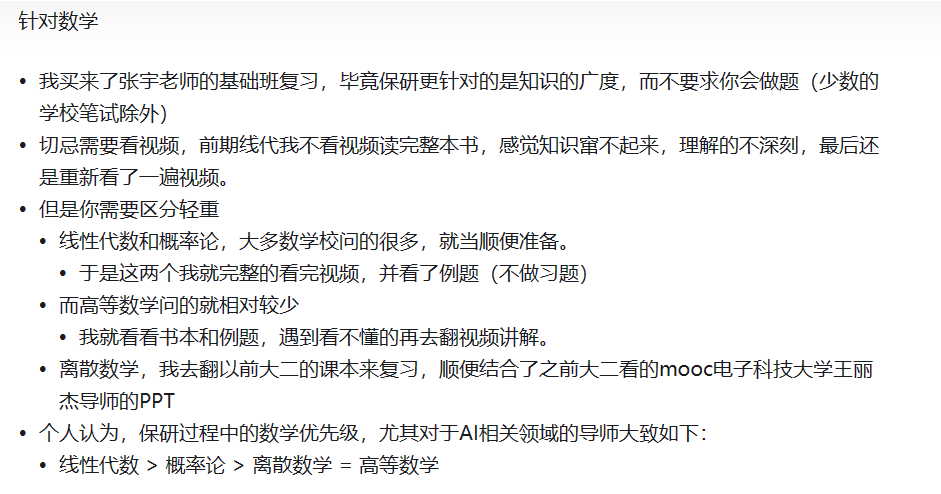 针对数学
• 我买来了张宇老师的基础班复习，毕竟保研更针对的是知识的广度，而不要求你会做题（少数的
学校笔试除外）
• 切忌需要看视频，前期线代我不看视频读完整本书，感觉知识窜不起来，理解的不深刻，最后还
是重新看了一遍视频。
• 但是你需要区分轻重
• 线性代数和概率论，大多数学校问的很多，就当顺便准备。
• 于是这两个我就完整的看完视频，并看了例题（不做习题）
• 而高等数学问的就相对较少
• 我就看看书本和例题，遇到看不懂的再去翻视频讲解。
• 离散数学，我去翻以前大二的课本来复习，顺便结合了之前大二看的mooc电子科技大学王丽
杰导师的PPT
• 个人认为，保研过程中的数学优先级，尤其对于AI相关领域的导师大致如下：
• 线性代数 > 概率论 > 离散数学 = 高等数学